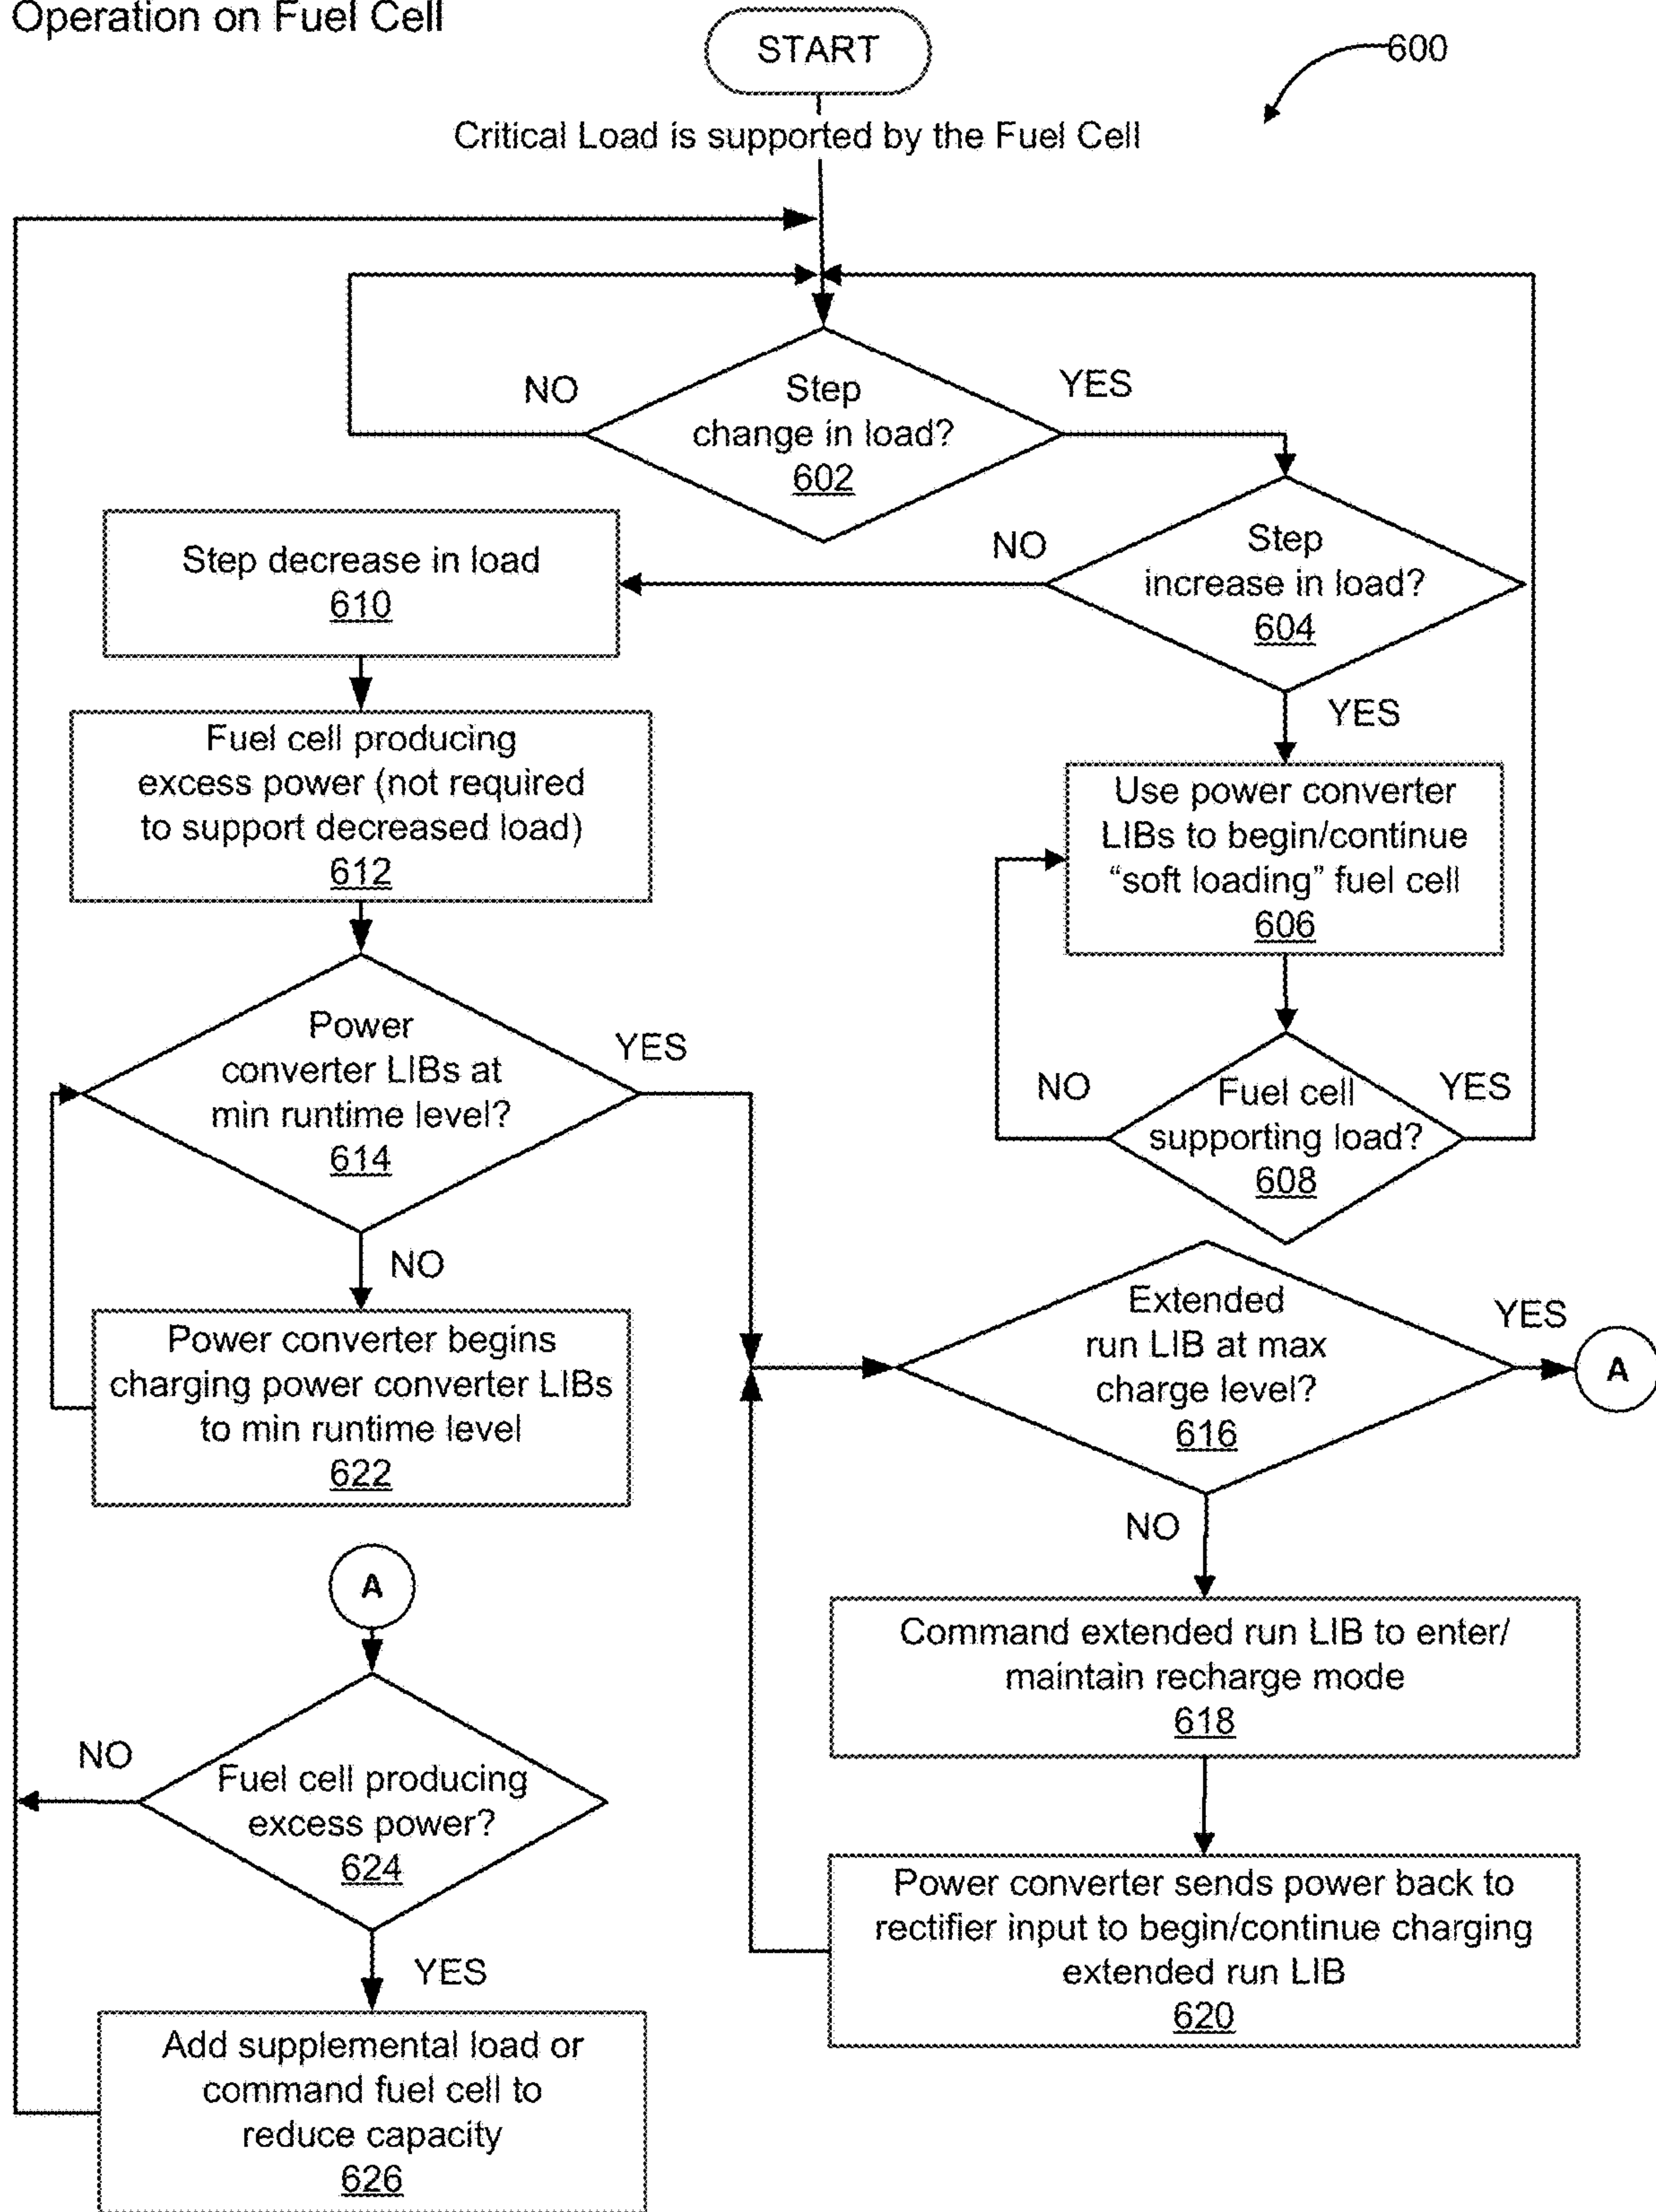 Operation on Fuel Cell
START
600
Critical Load is supported by the Fuel Cell
NO
YES
Step
change in load?
602
Step decrease in load
610
NO
Step
increase in load?
604
YES
Fuel cell producing
excess power (not required
to support decreased load)
612
Use power converter
LIBs to begin/continue
“soft loading” fuel cell
606
Power
converter LIBs at
min runtime level?
614
YES
NO
Fuel cell
supporting load?
608
YES
NO
Power converter begins
charging power converter LIBs
to min runtime level
622
Extended
run LIB at max
charge level?
616
YES
A
NO
A
Command extended run LIB to enter/
maintain recharge mode
618
NO
Fuel cell producing
excess power?
624
YES
Power converter sends power back to
rectifier input to begin/continue charging
extended run LIB
620
Add supplemental load or
command fuel cell to
reduce capacity
626